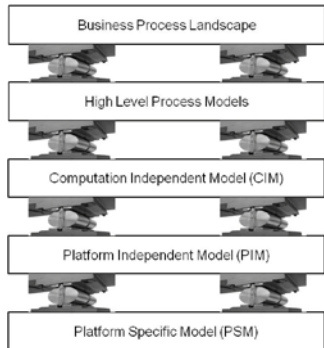 Business Process Landscape
High Level Process Models
Computation Independent Model (CIM)
Platform Independent Model (PIM)
Platform Specific Model (PSM)